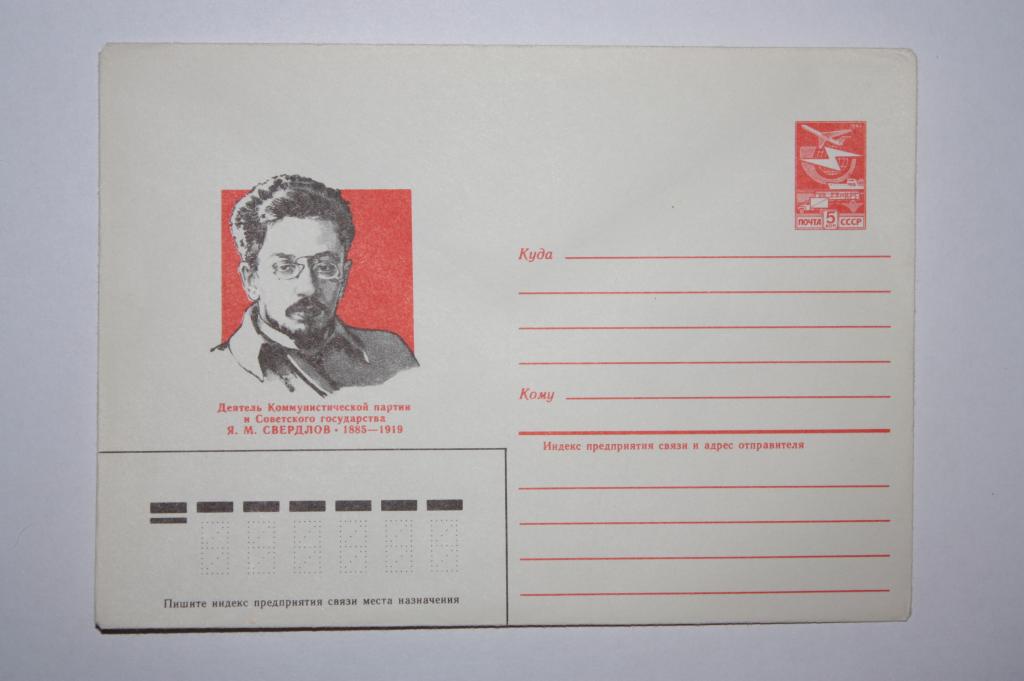 ПОЧТА 5 КОП СССР
Куда
Деятель Коммунистической партии
и Советского государства
Я. М. СВЕРДЛОВ • 1885—1919
Кому
Индекс предприятия связи и адрес отправителя
Пишите индекс предприятия связи места назначения